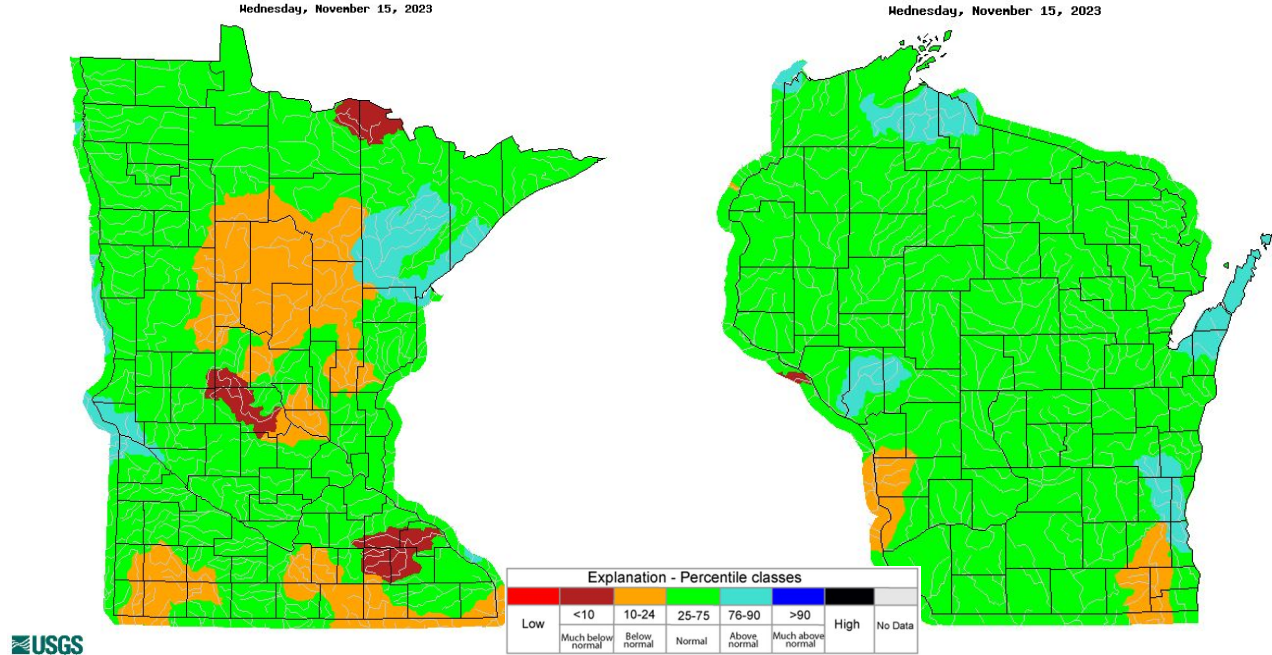 Wednesday, November 15, 2023
Wednesday, November 15, 2023
Explanation - Percentile classes
Low
<10
10-24
25-75
76-90
>90
High
No Data
Much below
normal
Below
normal
Normal
Above
normal
Much above
normal
USGS